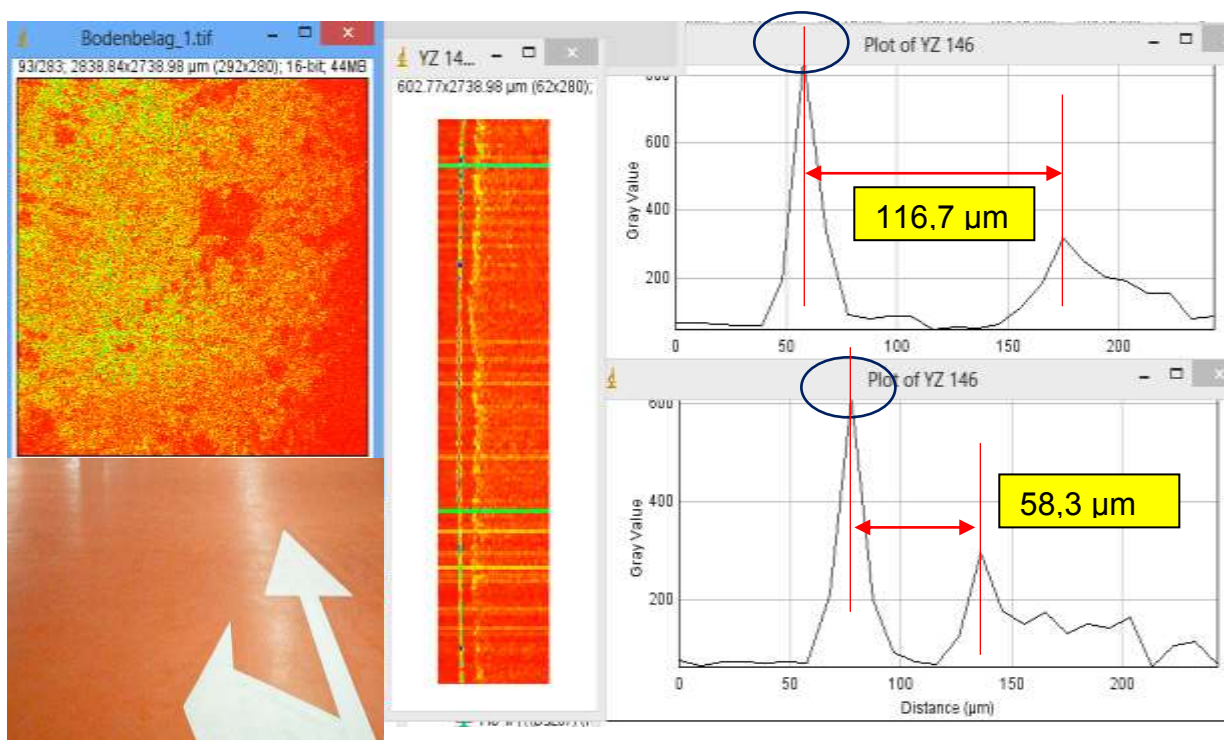 Bodenbelag_1.tif
93/283; 2838.84x2738.98 µm (292x280); 16-bit; 44MB
YZ 14...
602.77x2738.98 µm (62x280);
Plot of YZ 146
800
600
400
200
Gray Value
116,7 µm
0 50 100 150 200
Plot of YZ 146
600
400
200
Gray Value
58,3 µm
0 50 100 150 200
Distance (µm)